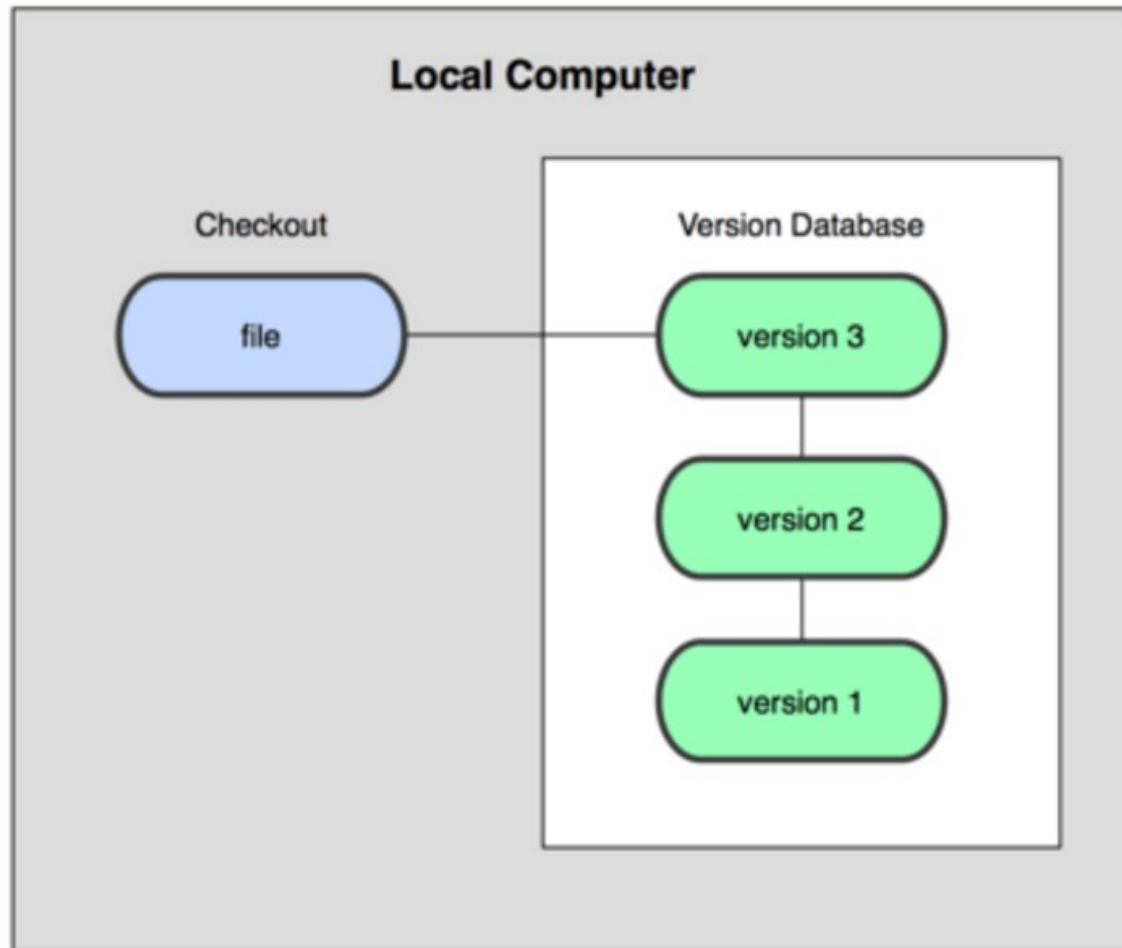 Local Computer
Checkout
Version Database
file
version 3
version 2
version 1